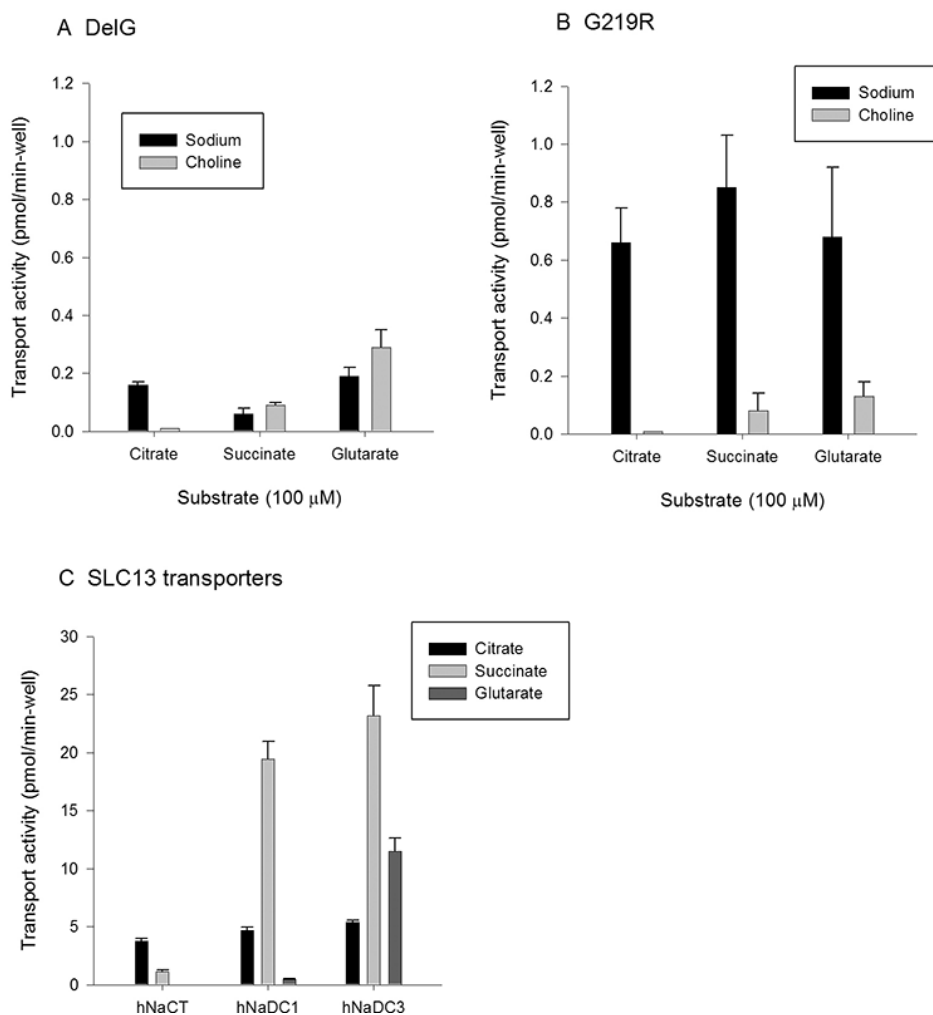 A DelG
Transport activity (pmol/min-well)
1.2
1.0
0.8
0.6
0.4
0.2
0.0
Sodium
Choline
Citrate Succinate Glutarate
Substrate (100 μM)
B G219R
Transport activity (pmol/min-well)
1.2
1.0
0.8
0.6
0.4
0.2
0.0
Sodium
Choline
Citrate Succinate Glutarate
Substrate (100 μM)
C SLC13 transporters
Transport activity (pmol/min-well)
30
25
20
15
10
5
0
Citrate
Succinate
Glutarate
hNaCT hNaDC1 hNaDC3